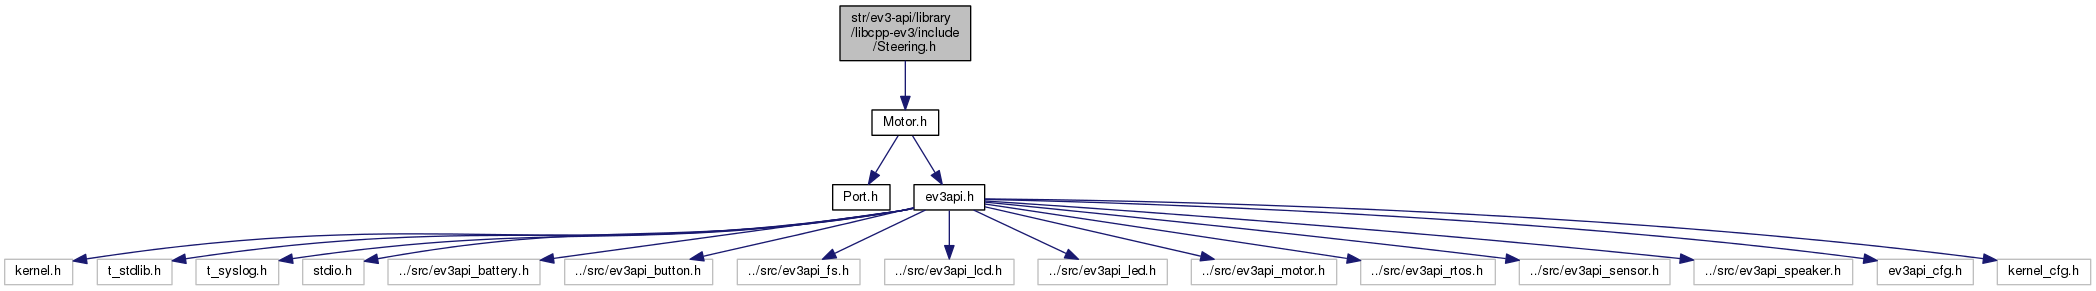 str/ev3-api/library
/libcpp-ev3/include
/Steering.h
Motor.h
Port.h
ev3api.h
kernel.h
t_stdlib.h
t_syslog.h
stdio.h
../src/ev3api_battery.h
../src/ev3api_button.h
../src/ev3api_fs.h
../src/ev3api_lcd.h
../src/ev3api_led.h
../src/ev3api_motor.h
../src/ev3api_rtos.h
../src/ev3api_sensor.h
../src/ev3api_speaker.h
ev3api_cfg.h
kernel_cfg.h